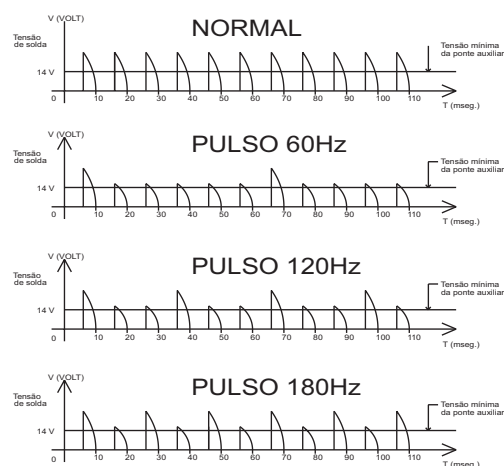 NORMAL
V (VOLT)
Tensão
de solda
Tensão mínima
da ponte auxiliar
14 V
0 10 20 30 40 50 60 70 80 90 100 110
T (mseg.)
PULSO 60Hz
V (VOLT)
Tensão
de solda
Tensão mínima
da ponte auxiliar
14 V
0 10 20 30 40 50 60 70 80 90 100 110
T (mseg.)
PULSO 120Hz
V (VOLT)
Tensão
de solda
Tensão mínima
da ponte auxiliar
14 V
0 10 20 30 40 50 60 70 80 90 100 110
T (mseg.)
PULSO 180Hz
V (VOLT)
Tensão
de solda
Tensão mínima
da ponte auxiliar
14 V
0 10 20 30 40 50 60 70 80 90 100 110
T (mseg.)